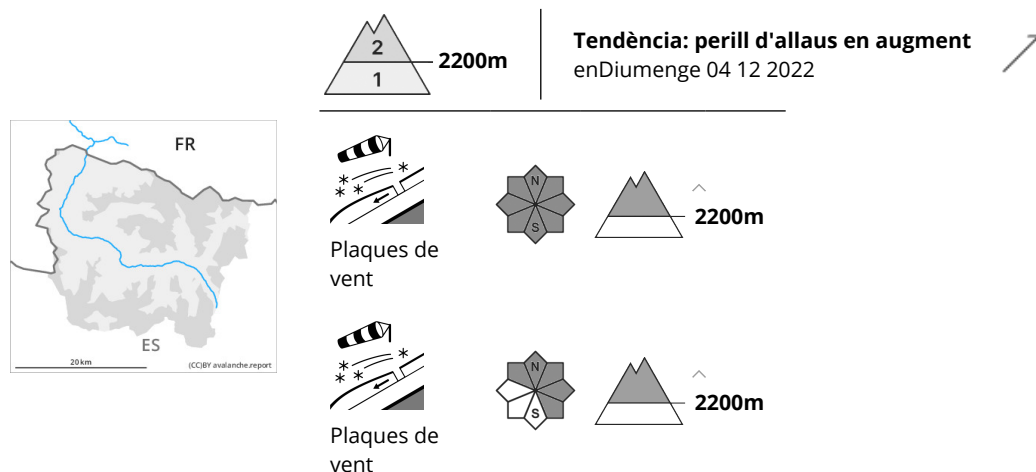 2
1
2200m
Tendència: perill d'allaus en augment
enDiumenge 04 12 2022
FR
ES
20 km
(CC)BY avalanche.report
N
S
2200m
Plaques de
vent
N
S
2200m
Plaques de
vent